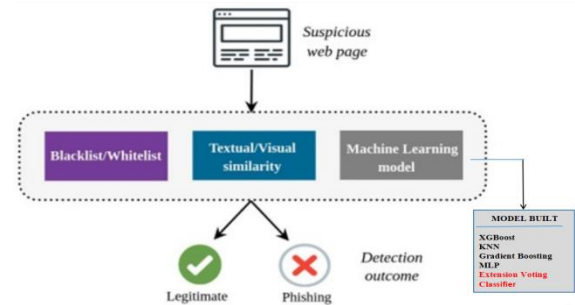 Suspicious
web page
Blacklist/Whitelist
Textual/Visual
similarity
Machine Learning
model
MODEL BUILT
XGBoost
KNN
Gradient Boosting
MLP
Extension Voting
Classifier
Detection
outcome
Legitimate
Phishing